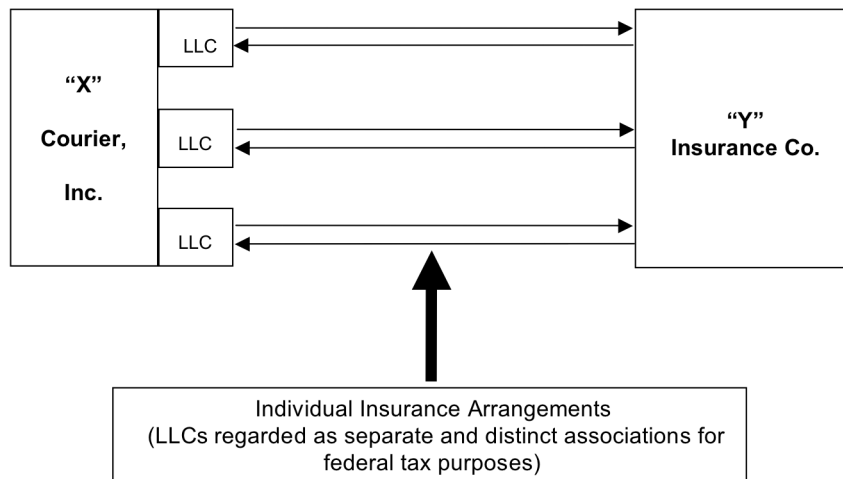 LLC
“X”
Courier,
Inc.
LLC
LLC
“Y”
Insurance Co.
Individual Insurance Arrangements
(LLCs regarded as separate and distinct associations for
federal tax purposes)